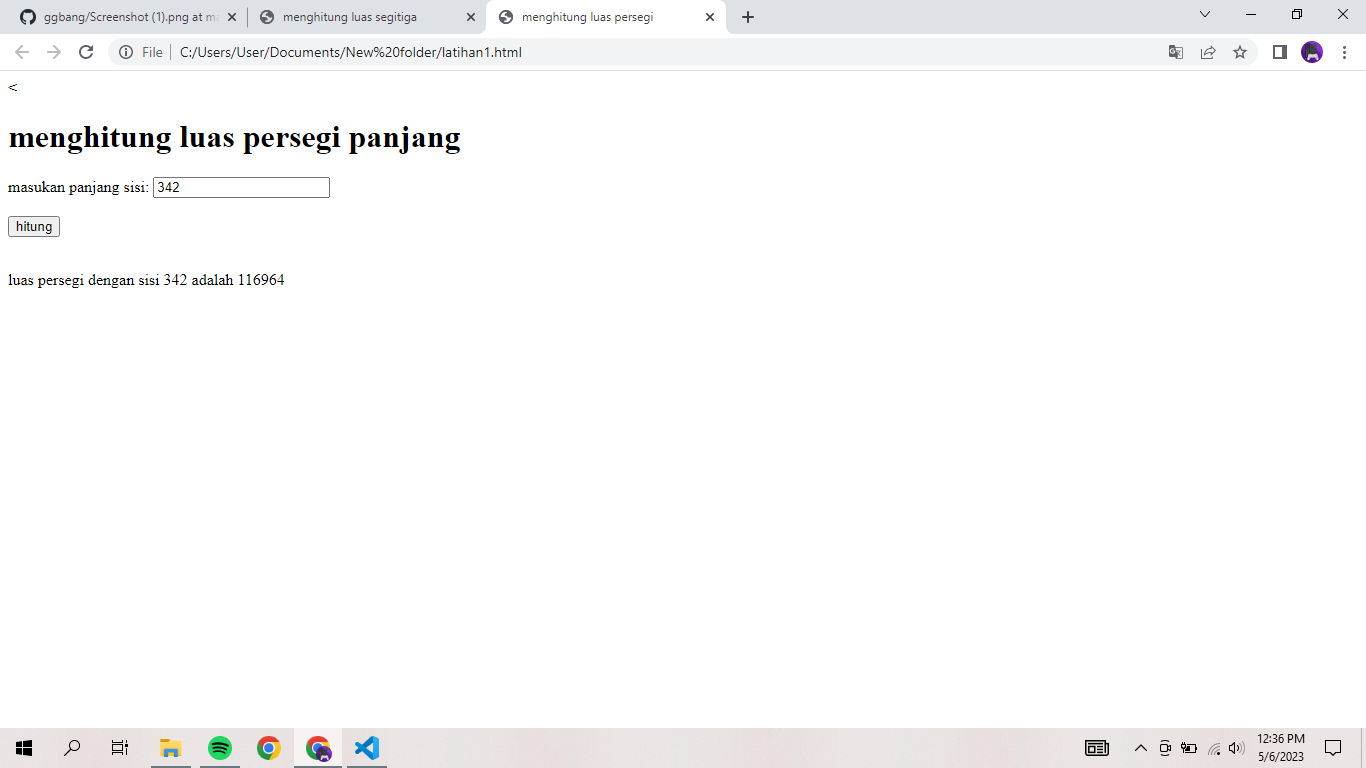 ggbang/Screenshot (1).png at ma
menghitung luas segitiga
menghitung luas persegi
File
C:/Users/User/Documents/New%20folder/latihan1.html
<
menghitung luas persegi panjang
masukan panjang sisi: 342
hitung
luas persegi dengan sisi 342 adalah 116964
12:36 PM
5/6/2023